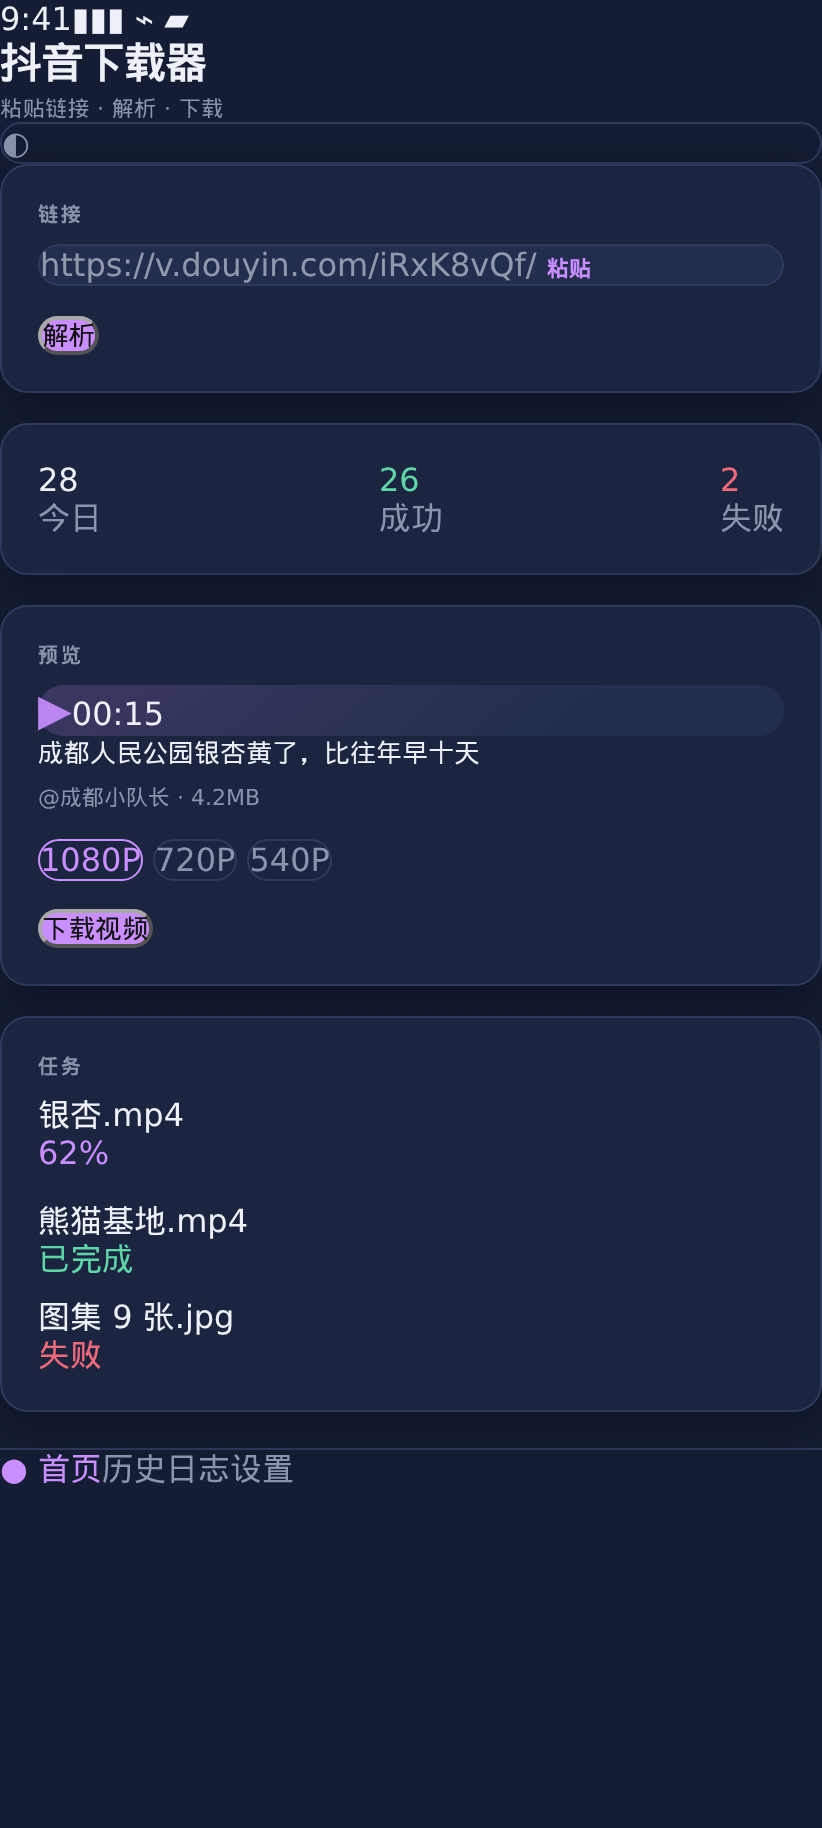 9:41
抖音下载器
粘贴链接 · 解析 · 下载
链接
https://v.douyin.com/iRxK8vQf/ 粘贴
解析
28 26 2
今日 成功 失败
预览
00:15
成都人民公园银杏黄了，比往年早十天
@成都小队长 · 4.2MB
1080P 720P 540P
下载视频
任务
银杏.mp4
62%
熊猫基地.mp4
已完成
图集 9 张.jpg
失败
首页历史日志设置